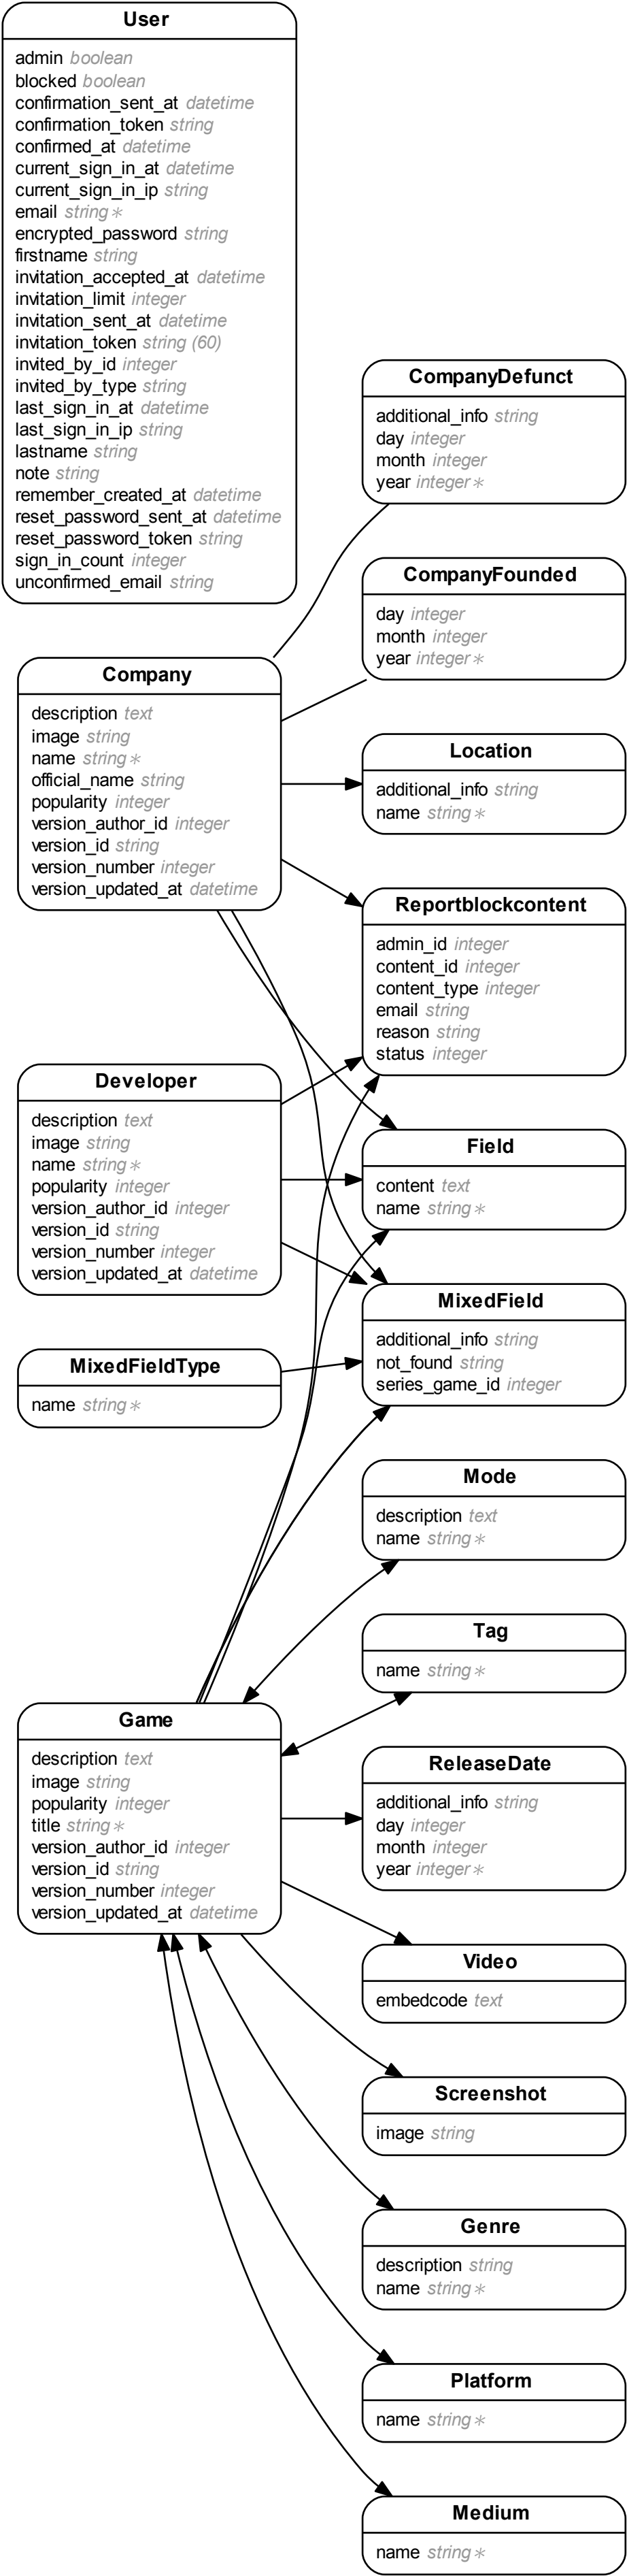 User
admin boolean
blocked boolean
confirmation_sent_at datetime
confirmation_token string
confirmed_at datetime
current_sign_in_at datetime
current_sign_in_ip string
email string ∗
encrypted_password string
firstname string
invitation_accepted_at datetime
invitation_limit integer
invitation_sent_at datetime
invitation_token string (60)
invited_by_id integer
invited_by_type string
last_sign_in_at datetime
last_sign_in_ip string
lastname string
note string
remember_created_at datetime
reset_password_sent_at datetime
reset_password_token string
sign_in_count integer
unconfirmed_email string
CompanyDefunct
additional_info string
day integer
month integer
year integer ∗
CompanyFounded
day integer
month integer
year integer ∗
Company
description text
image string
name string ∗
official_name string
popularity integer
version_author_id integer
version_id string
version_number integer
version_updated_at datetime
Location
additional_info string
name string ∗
Reportblockcontent
admin_id integer
content_id integer
content_type integer
email string
reason string
status integer
Developer
description text
image string
name string ∗
popularity integer
version_author_id integer
version_id string
version_number integer
version_updated_at datetime
Field
content text
name string ∗
MixedField
additional_info string
not_found string
series_game_id integer
MixedFieldType
name string ∗
Mode
description text
name string ∗
Tag
name string ∗
Game
description text
image string
popularity integer
title string ∗
version_author_id integer
version_id string
version_number integer
version_updated_at datetime
ReleaseDate
additional_info string
day integer
month integer
year integer ∗
Video
embedcode text
Screenshot
image string
Genre
description string
name string ∗
Platform
name string ∗
Medium
name string ∗